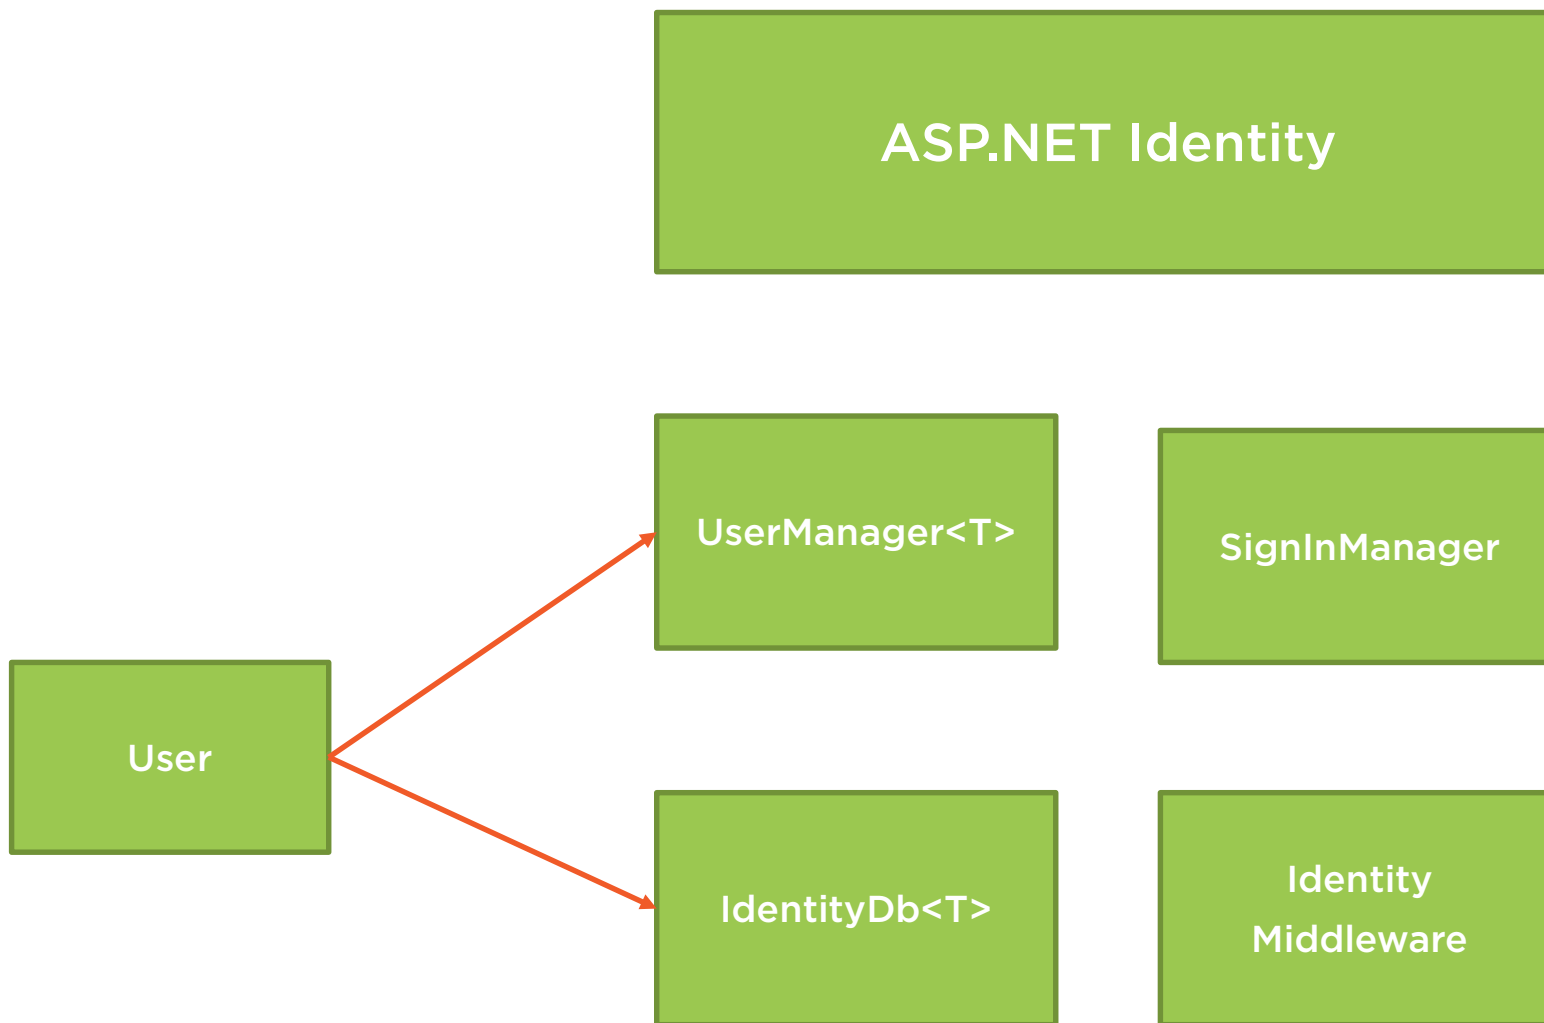 ASP.NET Identity
UserManager<T>
SignInManager
User
IdentityDb<T>
Identity
Middleware